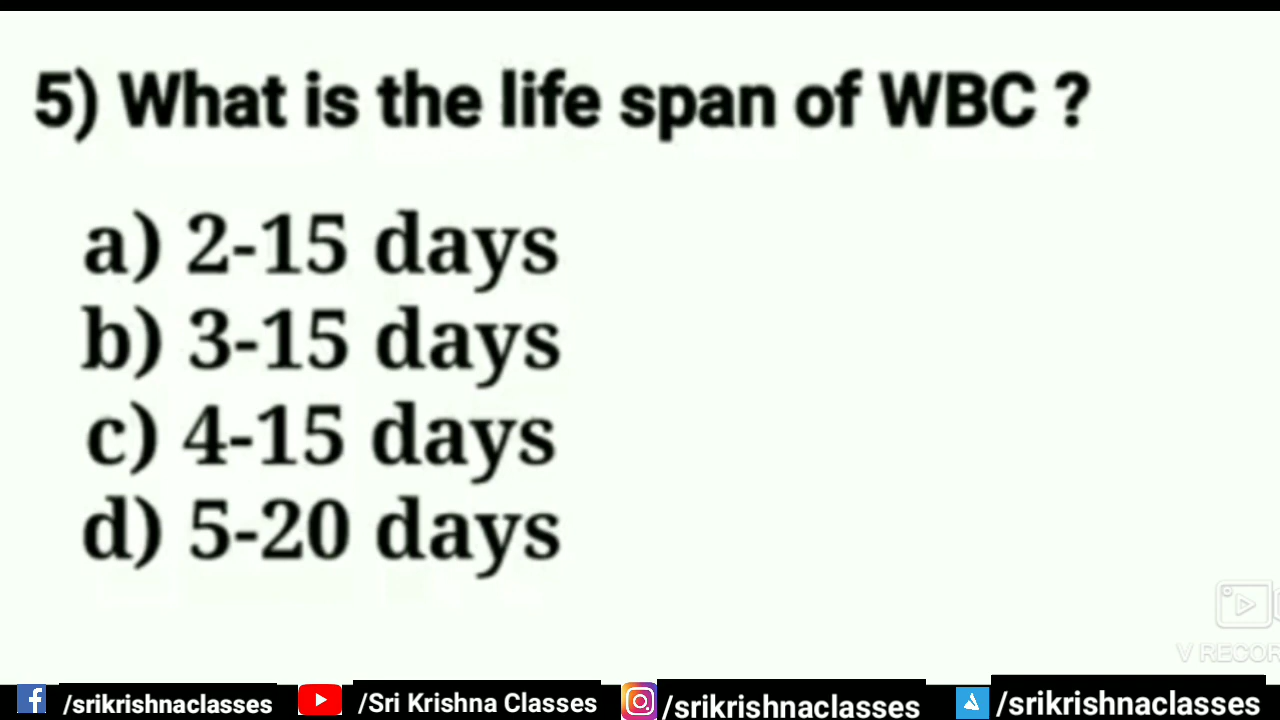 5) What is the life span of WBC ?
a) 2-15 days
b) 3-15 days
c) 4-15 days
d) 5-20 days
V RECOR
/srikrishnaclasses /Sri Krishna Classes /srikrishnaclasses /srikrishnaclasses